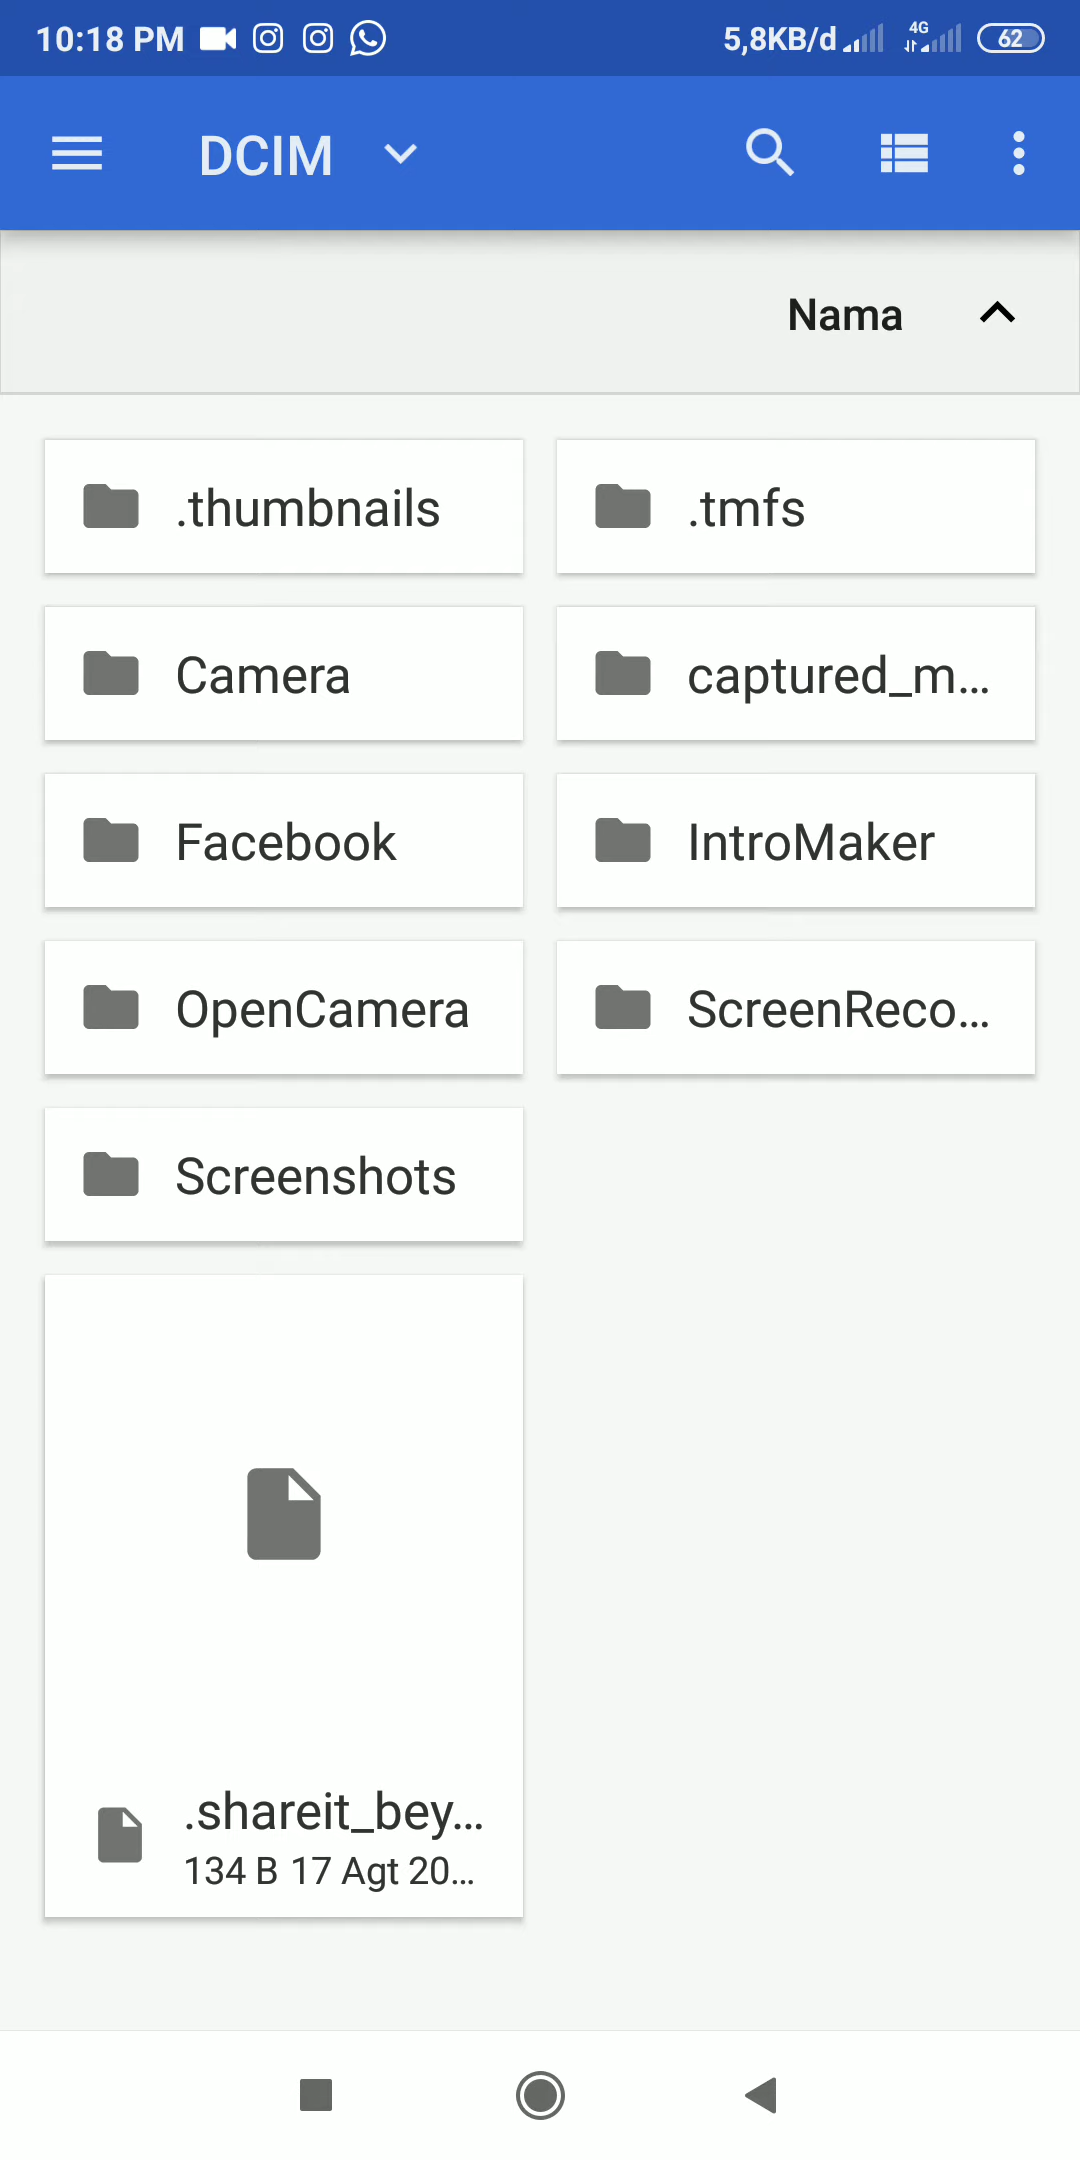 10:18 PM 5,8KB/d 4G 62
DCIM
Nama
.thumbnails
.tmfs
Camera
captured_m...
Facebook
IntroMaker
OpenCamera
ScreenReco...
Screenshots
.shareit_bey...
134 B 17 Agt 20...